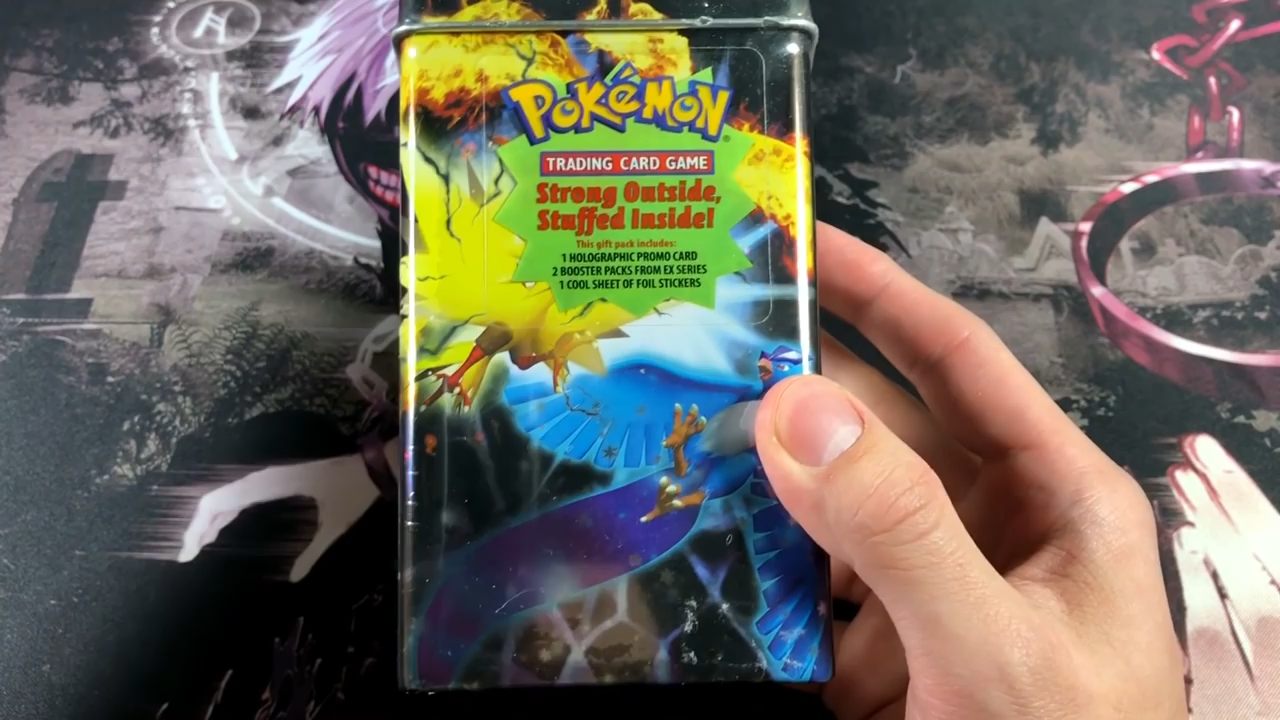 POKéMON®
TRADING CARD GAME
Strong Outside,
Stuffed Inside!
This gift pack includes:
1 HOLOGRAPHIC PROMO CARD
2 BOOSTER PACKS FROM EX SERIES
1 COOL SHEET OF FOIL STICKERS